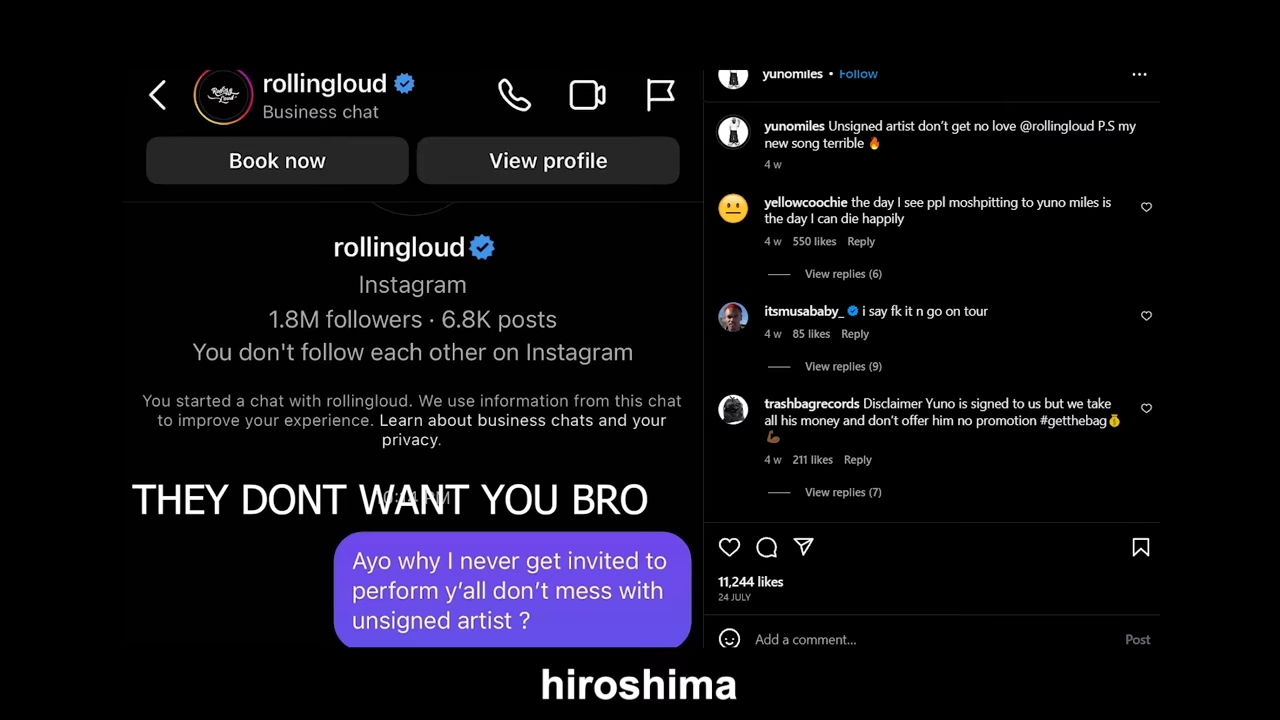 rollingloud
Business chat
Book now
View profile
rollingloud
Instagram
1.8M followers · 6.8K posts
You don't follow each other on Instagram
You started a chat with rollingloud. We use information from this chat
to improve your experience. Learn about business chats and your
privacy.
THEY DONT WANT YOU BRO
Ayo why I never get invited to
perform y'all don't mess with
unsigned artist ?
yunomiles • Follow
yunomiles Unsigned artist don't get no love @rollingloud P.S my
new song terrible 🔥
4 w
yellowcoochie the day I see ppl moshpitting to yuno miles is
the day I can die happily
4 w 550 likes Reply
View replies (6)
itsmusababy_ i say fk it n go on tour
4 w 85 likes Reply
View replies (9)
trashbagrecords Disclaimer Yuno is signed to us but we take
all his money and don't offer him no promotion #getthebag💰
💪🏾
4 w 211 likes Reply
View replies (7)
11,244 likes
24 JULY
Add a comment...
Post
hiroshima